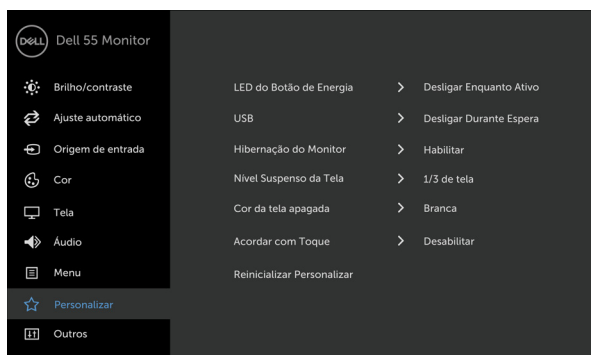 DELL
Dell 55 Monitor
Brilho/contraste
Ajuste automático
Origem de entrada
Cor
Tela
Áudio
Menu
Personalizar
Outros
LED do Botão de Energia > Desligar Enquanto Ativo
USB > Desligar Durante Espera
Hibernação do Monitor > Habilitar
Nível Suspenso da Tela > 1/3 de tela
Cor da tela apagada > Branca
Acordar com Toque > Desabilitar
Reinicializar Personalizar